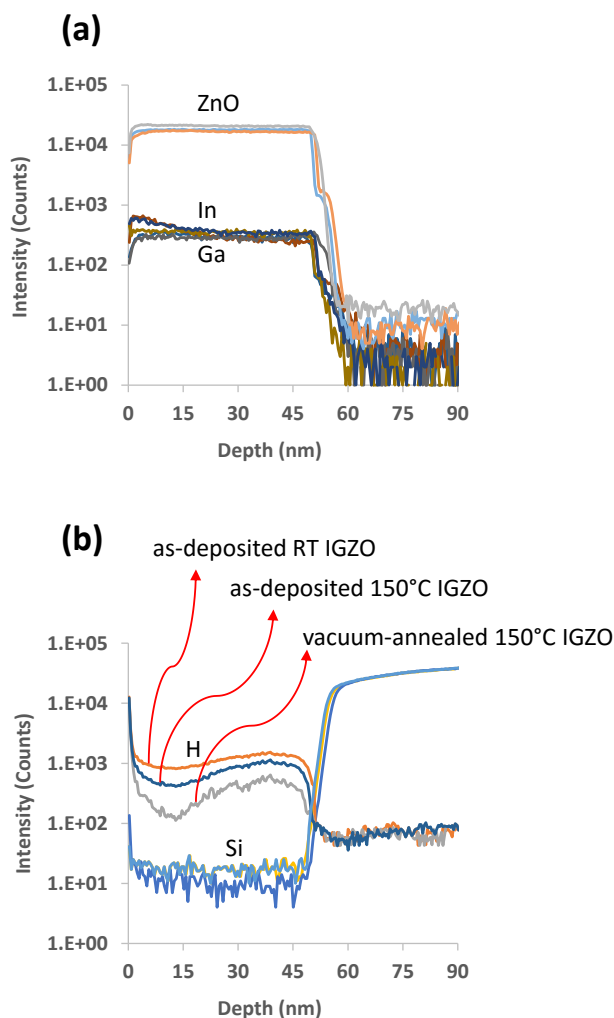 (a)
1.E+05
1.E+04
1.E+03
1.E+02
1.E+01
1.E+00
Intensity (Counts)
ZnO
In
Ga
0 15 30 45 60 75 90
Depth (nm)
(b)
as-deposited RT IGZO
as-deposited 150°C IGZO
vacuum-annealed 150°C IGZO
1.E+05
1.E+04
1.E+03
1.E+02
1.E+01
1.E+00
Intensity (Counts)
H
Si
0 15 30 45 60 75 90
Depth (nm)